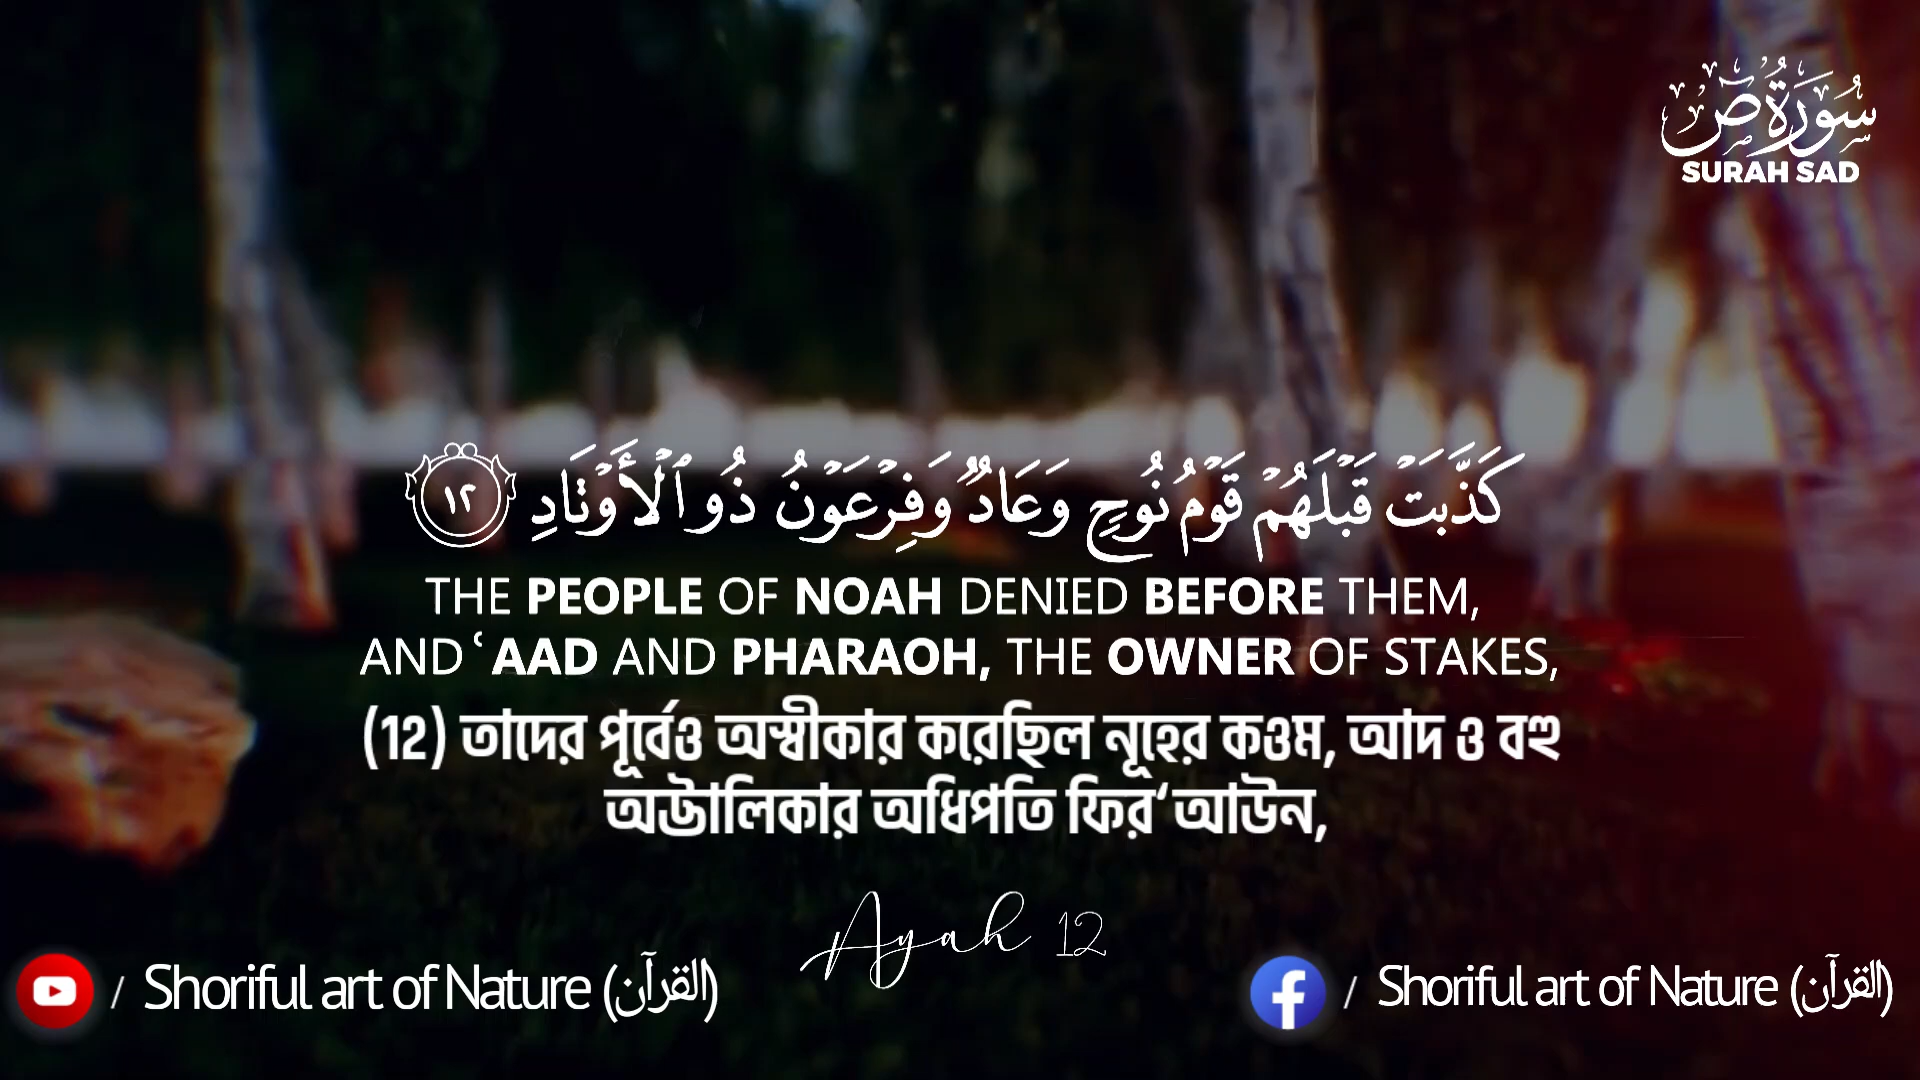 سُورَةُ ص
SURAH SAD
كَذَّبَتْ قَبْلَهُمْ قَوْمُ نُوحٍ وَعَادٌ وَفِرْعَوْنُ ذُو ٱلْأَوْتَادِ ١٢
THE PEOPLE OF NOAH DENIED BEFORE THEM,
AND ʿAAD AND PHARAOH, THE OWNER OF STAKES,
(12) তাদের পূর্বেও অস্বীকার করেছিল নূহের কওম, আদ ও বহু
অট্টালিকার অধিপতি ফির‘আউন,
Ayah 12
/ Shoriful art of Nature (القرآن)
/ Shoriful art of Nature (القرآن)